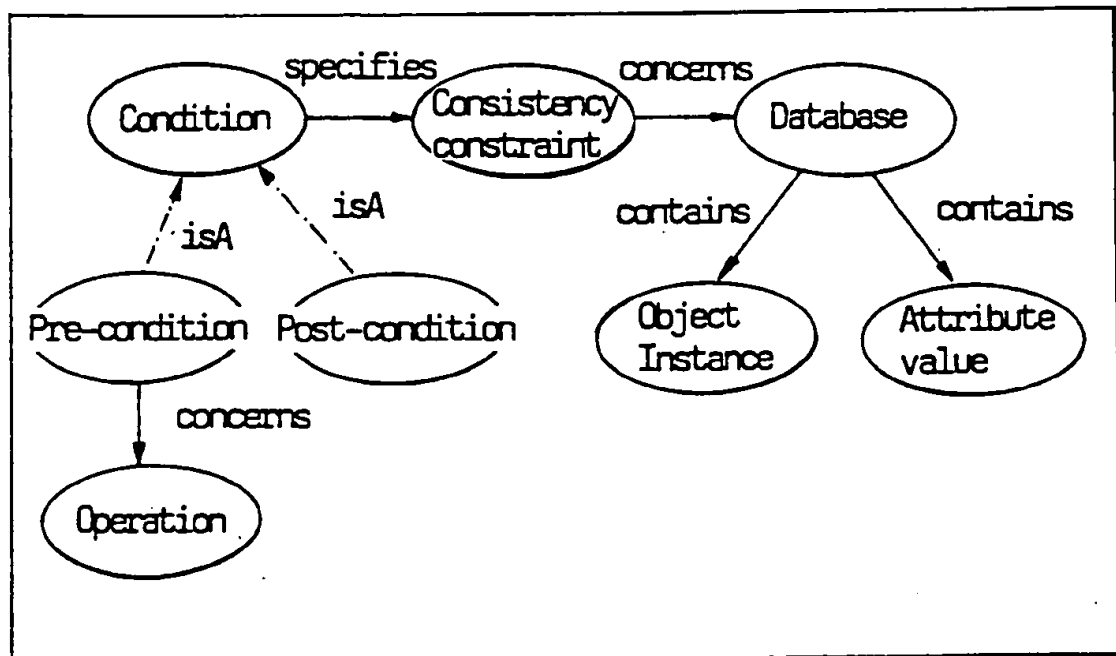 specifies
concerns
Condition
Consistency
constraint
Database
isA
isA
contains
contains
Pre-condition
Post-condition
Object
Instance
Attribute
value
concerns
Operation